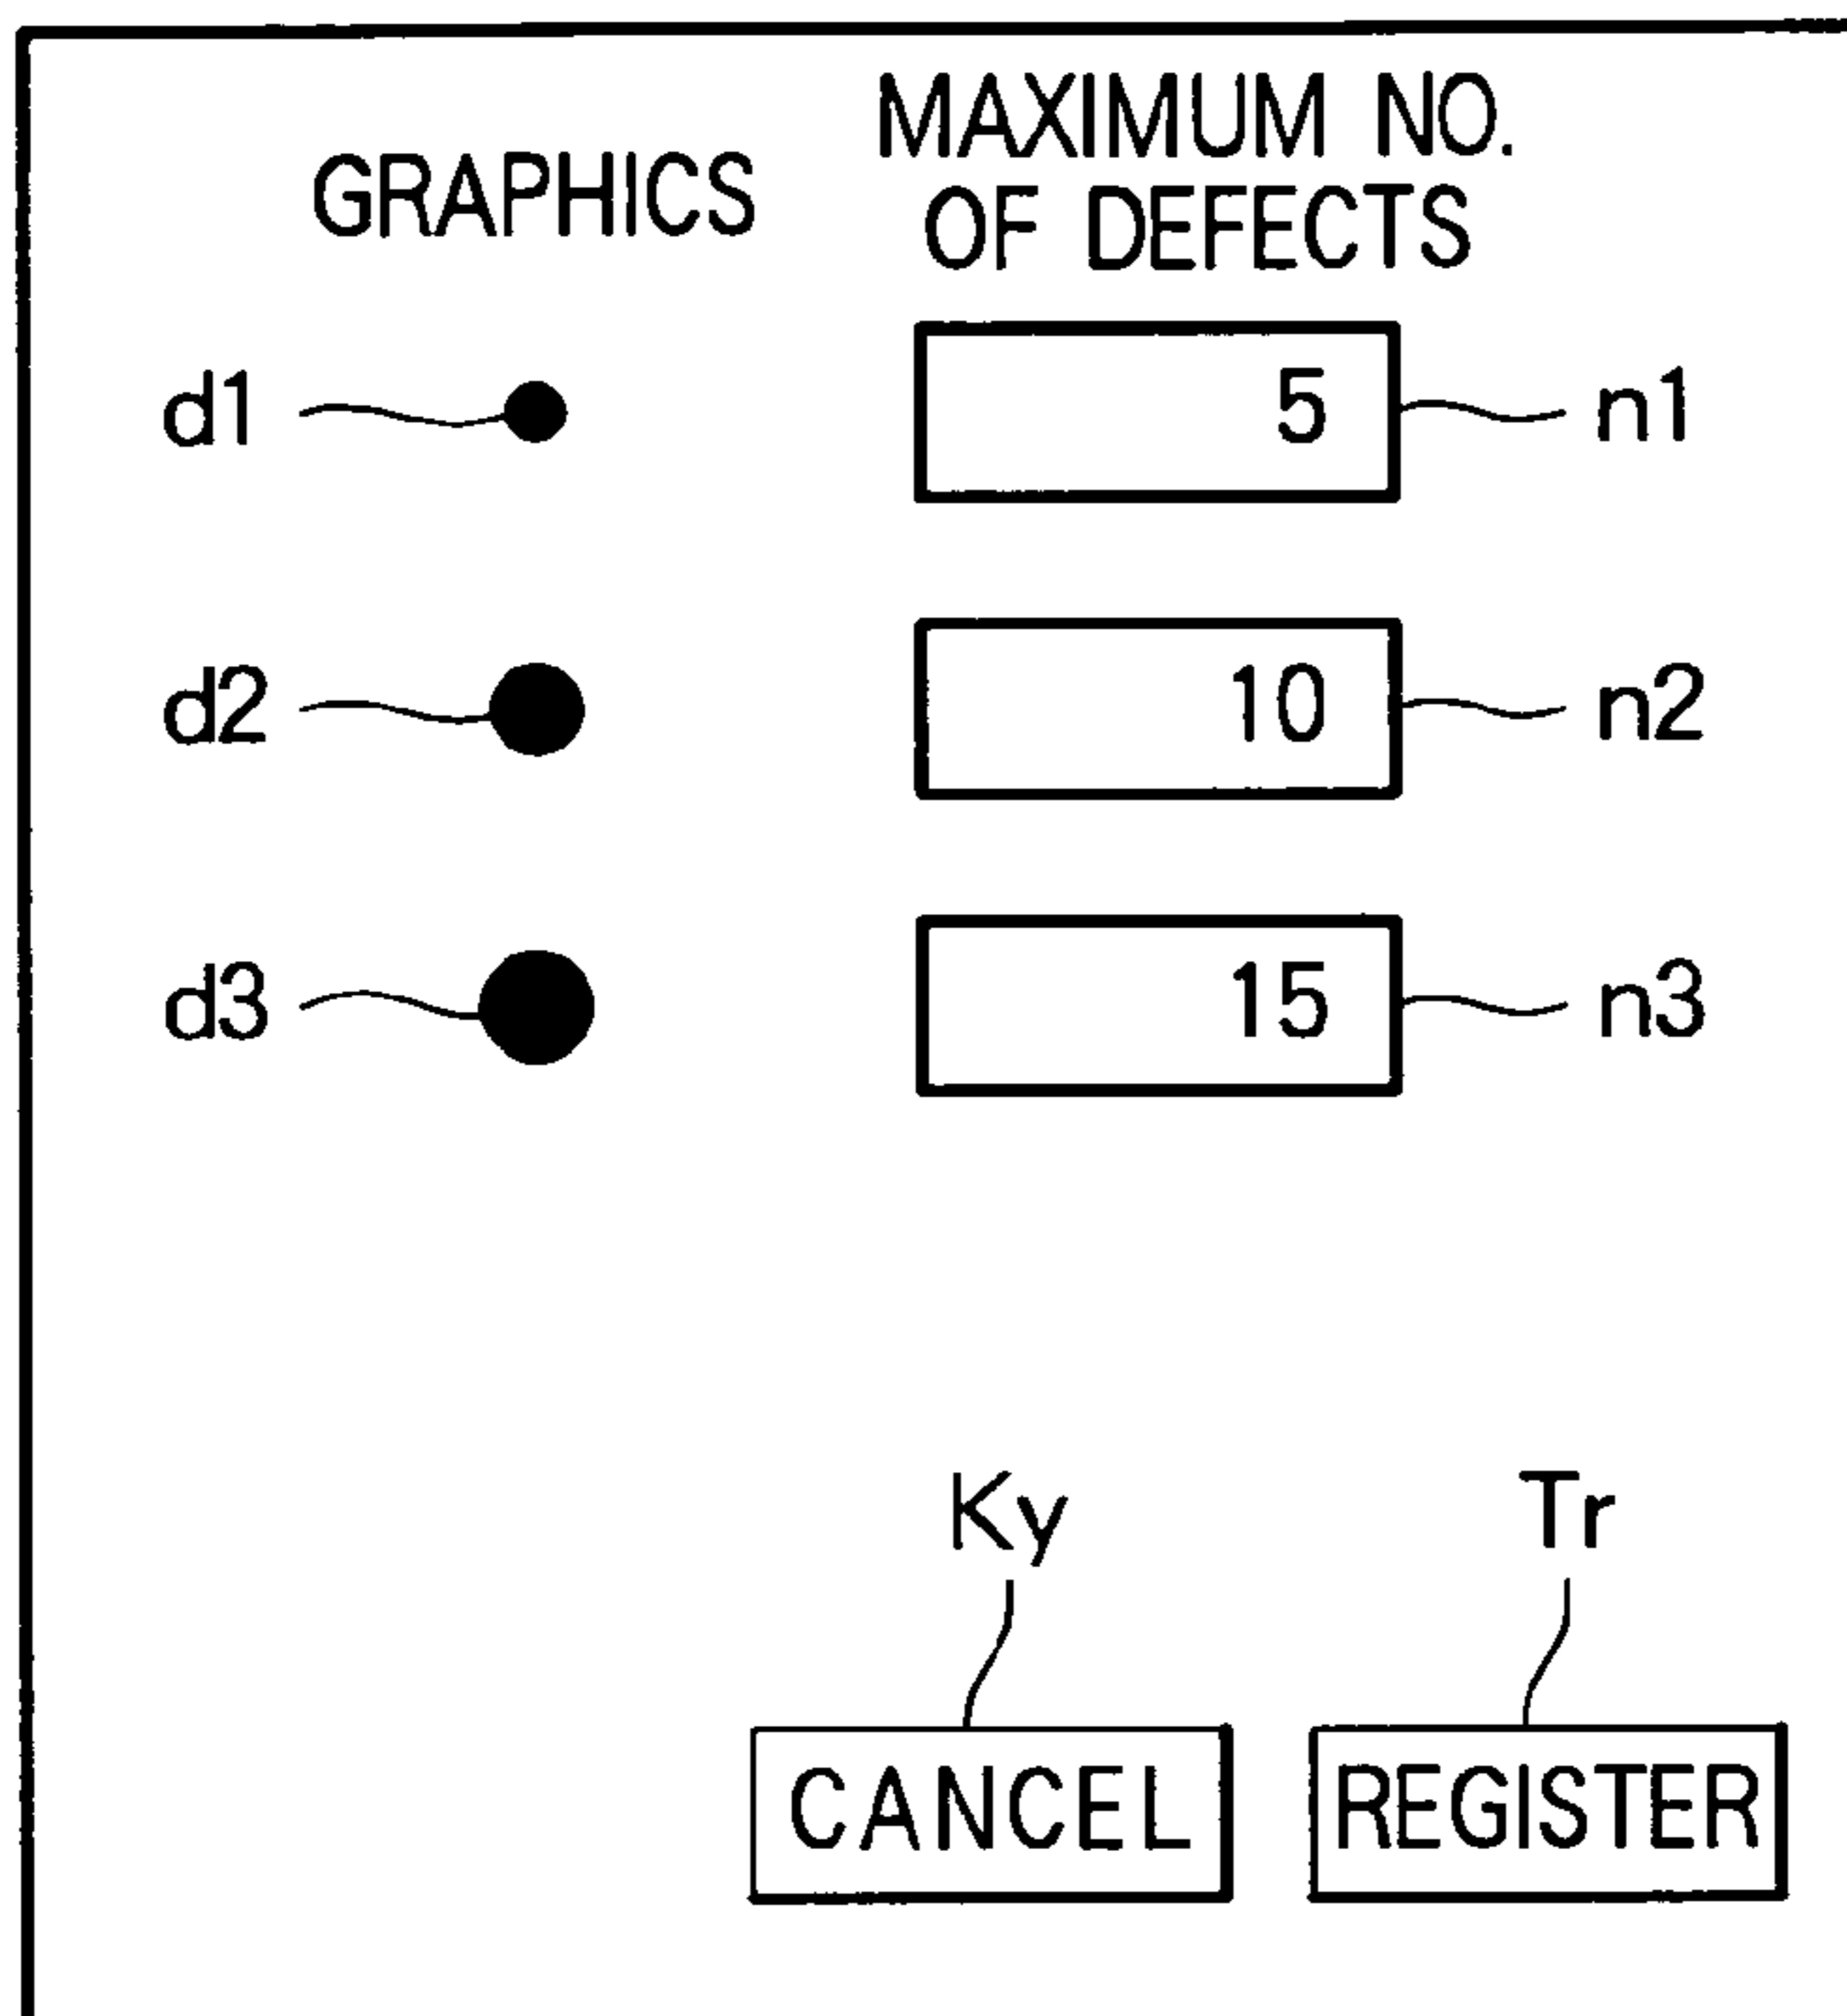 MAXIMUM NO.
GRAPHICS OF DEFECTS
d1 5 n1
d2 10 n2
d3 15 n3
Ky Tr
CANCEL REGISTER